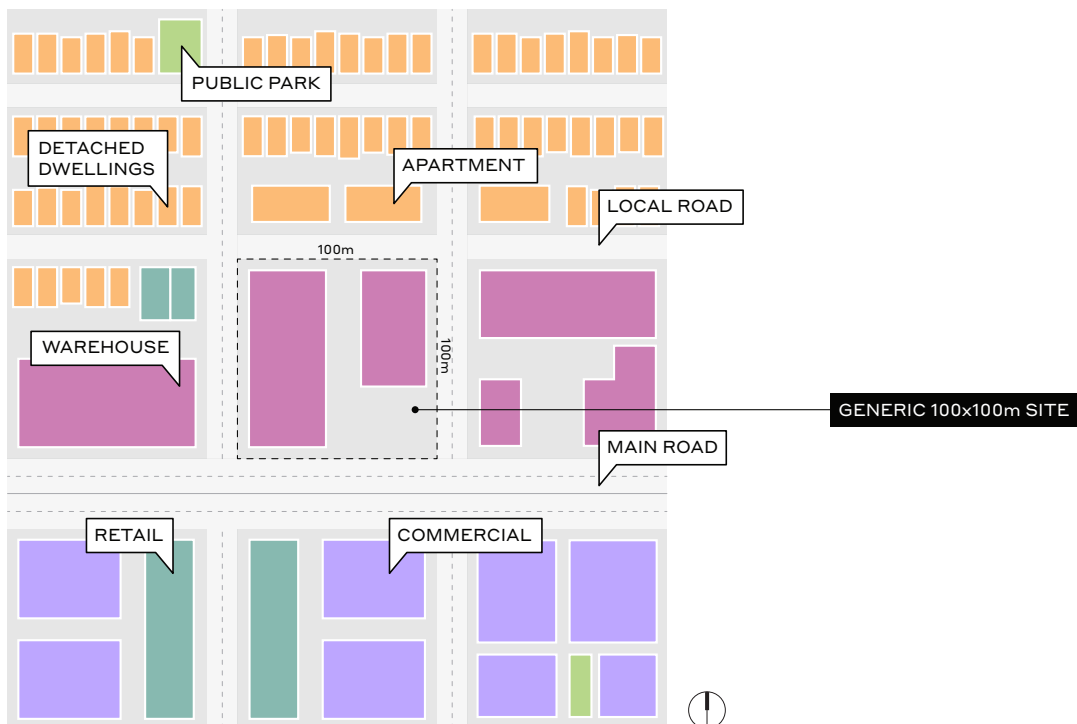 PUBLIC PARK
DETACHED
DWELLINGS
APARTMENT
LOCAL ROAD
100m
WAREHOUSE
100m
GENERIC 100x100m SITE
MAIN ROAD
RETAIL
COMMERCIAL